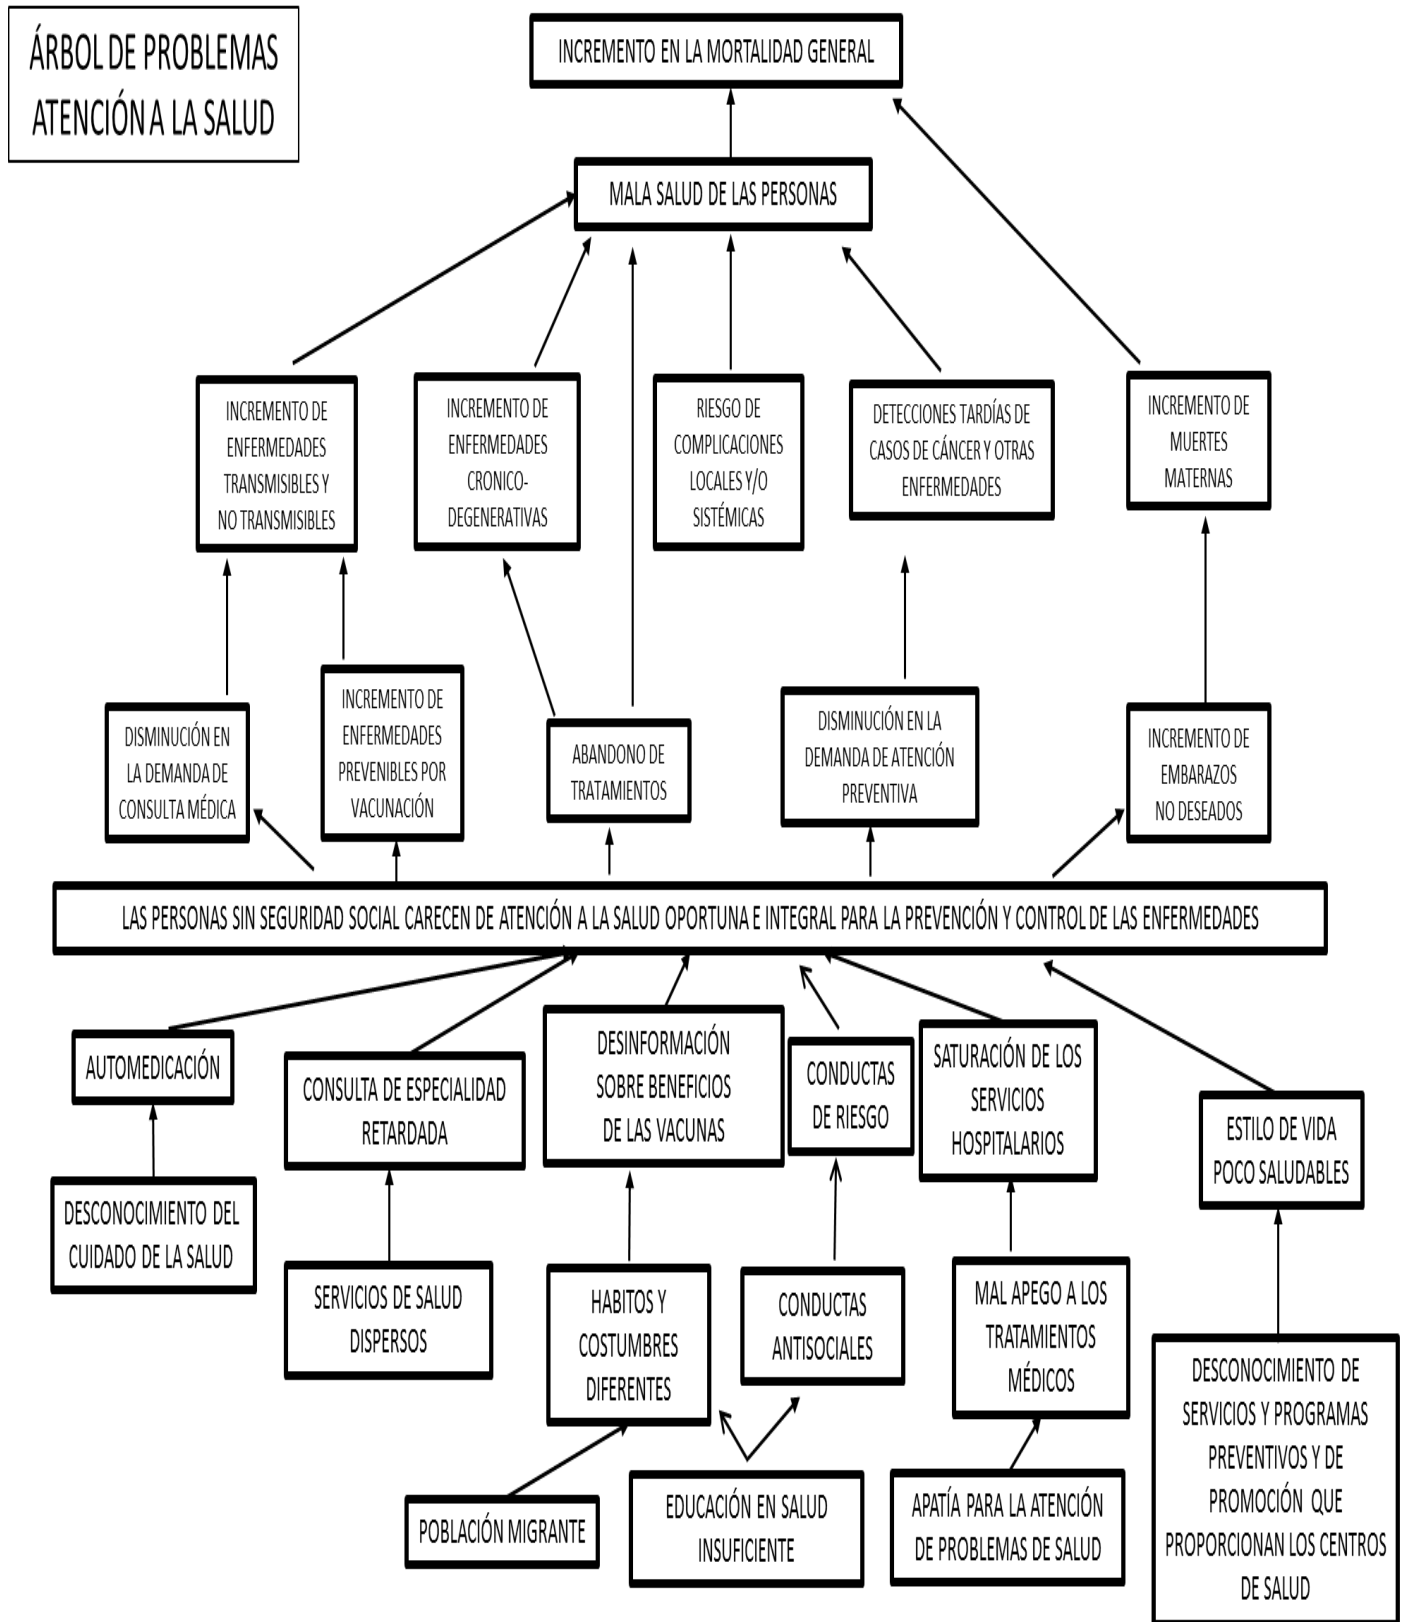 ÁRBOL DE PROBLEMAS
ATENCIÓN A LA SALUD
INCREMENTO EN LA MORTALIDAD GENERAL
MALA SALUD DE LAS PERSONAS
INCREMENTO DE
ENFERMEDADES
TRANSMISIBLES Y
NO TRANSMISIBLES
INCREMENTO DE
ENFERMEDADES
CRONICO-
DEGENERATIVAS
RIESGO DE
COMPLICACIONES
LOCALES Y/O
SISTÉMICAS
DETECCIONES TARDÍAS DE
CASOS DE CÁNCER Y OTRAS
ENFERMEDADES
INCREMENTO DE
MUERTES
MATERNAS
DISMINUCIÓN EN
LA DEMANDA DE
CONSULTA MÉDICA
INCREMENTO DE
ENFERMEDADES
PREVENIBLES POR
VACUNACIÓN
ABANDONO DE
TRATAMIENTOS
DISMINUCIÓN EN LA
DEMANDA DE ATENCIÓN
PREVENTIVA
INCREMENTO DE
EMBARAZOS
NO DESEADOS
LAS PERSONAS SIN SEGURIDAD SOCIAL CARECEN DE ATENCIÓN A LA SALUD OPORTUNA E INTEGRAL PARA LA PREVENCIÓN Y CONTROL DE LAS ENFERMEDADES
AUTOMEDICACIÓN
CONSULTA DE ESPECIALIDAD
RETARDADA
DESINFORMACIÓN
SOBRE BENEFICIOS
DE LAS VACUNAS
CONDUCTAS
DE RIESGO
SATURACIÓN DE LOS
SERVICIOS
HOSPITALARIOS
ESTILO DE VIDA
POCO SALUDABLES
DESCONOCIMIENTO DEL
CUIDADO DE LA SALUD
SERVICIOS DE SALUD
DISPERSOS
HABITOS Y
COSTUMBRES
DIFERENTES
CONDUCTAS
ANTISOCIALES
MAL APEGO A LOS
TRATAMIENTOS
MÉDICOS
DESCONOCIMIENTO DE
SERVICIOS Y PROGRAMAS
PREVENTIVOS Y DE
PROMOCIÓN QUE
PROPORCIONAN LOS CENTROS
DE SALUD
POBLACIÓN MIGRANTE
EDUCACIÓN EN SALUD
INSUFICIENTE
APATÍA PARA LA ATENCIÓN
DE PROBLEMAS DE SALUD